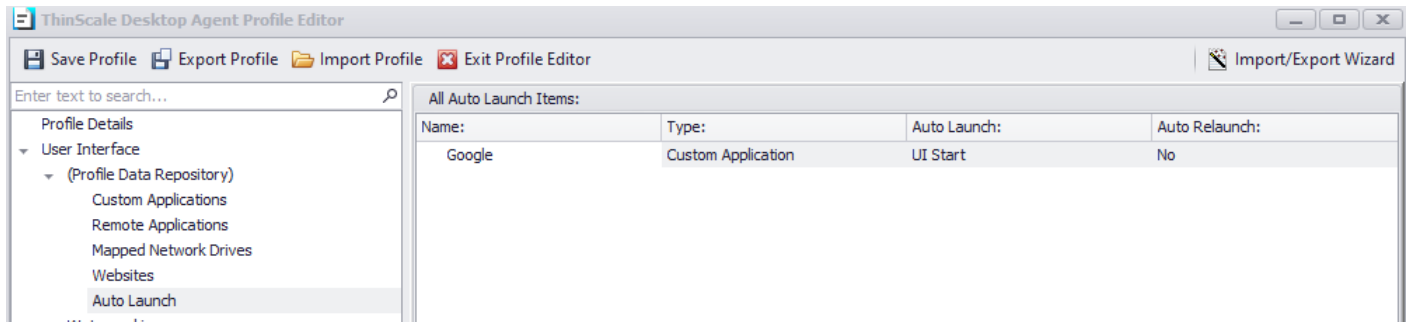 ThinScale Desktop Agent Profile Editor
Save Profile Export Profile Import Profile Exit Profile Editor Import/Export Wizard
Enter text to search...
All Auto Launch Items:
Profile Details
Name: Type: Auto Launch: Auto Relaunch:
User Interface
Google Custom Application UI Start No
(Profile Data Repository)
Custom Applications
Remote Applications
Mapped Network Drives
Websites
Auto Launch